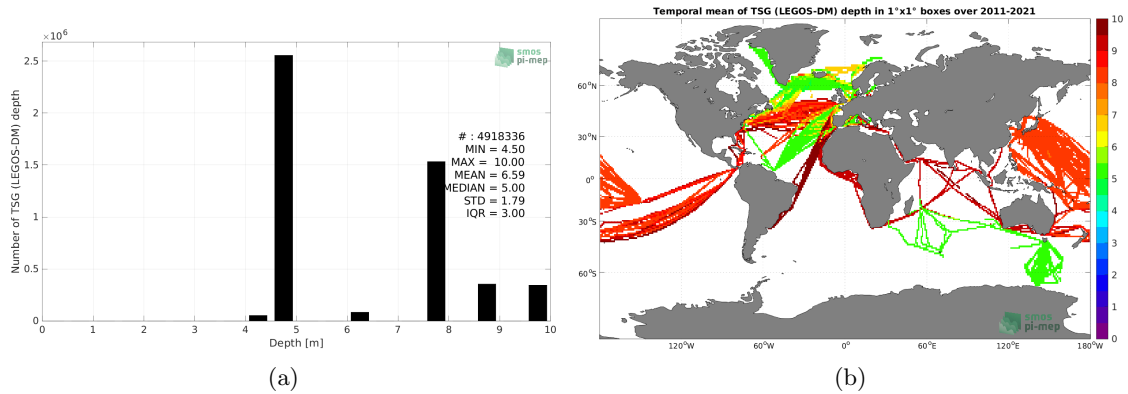 ×10⁶
smos
pi-mep
2.5
2
1.5
1
0.5
0
Number of TSG (LEGOS-DM) depth
# : 4918336
MIN = 4.50
MAX = 10.00
MEAN = 6.59
MEDIAN = 5.00
STD = 1.79
IQR = 3.00
0 1 2 3 4 5 6 7 8 9 10
Depth [m]
(a)
Temporal mean of TSG (LEGOS-DM) depth in 1°x1° boxes over 2011-2021
60°N
30°N
0°
30°S
60°S
120°W 60°W 0° 60°E 120°E 180°W
10
9
8
7
6
5
4
3
2
1
0
smos
pi-mep
(b)